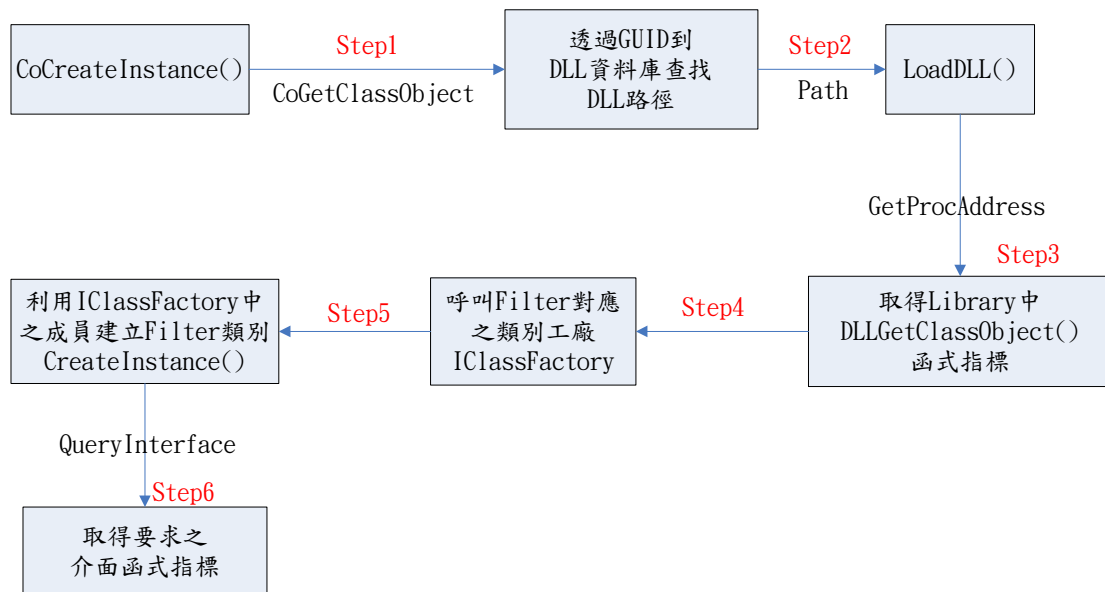 CoCreateInstance()
Step1
CoGetClassObject
透過GUID到
DLL資料庫查找
DLL路徑
Step2
Path
LoadDLL()
GetProcAddress
Step3
取得Library中
DLLGetClassObject()
函式指標
Step4
呼叫Filter對應
之類別工廠
IClassFactory
Step5
利用IClassFactory中
之成員建立Filter類別
CreateInstance()
QueryInterface
Step6
取得要求之
介面函式指標